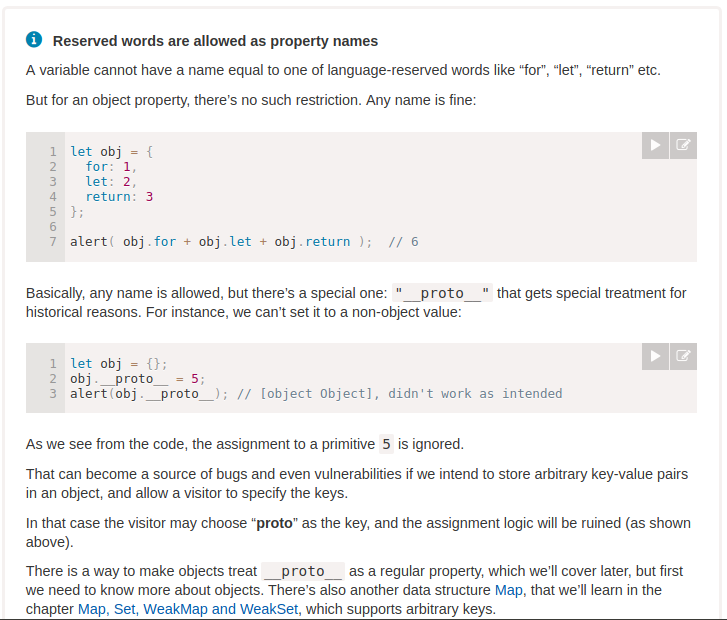 Reserved words are allowed as property names
A variable cannot have a name equal to one of language-reserved words like “for”, “let”, “return” etc.
But for an object property, there’s no such restriction. Any name is fine:
1 let obj = {
2   for: 1,
3   let: 2,
4   return: 3
5 };
6
7 alert( obj.for + obj.let + obj.return );  // 6
Basically, any name is allowed, but there’s a special one: "__proto__" that gets special treatment for
historical reasons. For instance, we can’t set it to a non-object value:
1 let obj = {};
2 obj.__proto__ = 5;
3 alert(obj.__proto__); // [object Object], didn't work as intended
As we see from the code, the assignment to a primitive 5 is ignored.
That can become a source of bugs and even vulnerabilities if we intend to store arbitrary key-value pairs
in an object, and allow a visitor to specify the keys.
In that case the visitor may choose “proto” as the key, and the assignment logic will be ruined (as shown
above).
There is a way to make objects treat __proto__ as a regular property, which we’ll cover later, but first
we need to know more about objects. There’s also another data structure Map, that we’ll learn in the
chapter Map, Set, WeakMap and WeakSet, which supports arbitrary keys.